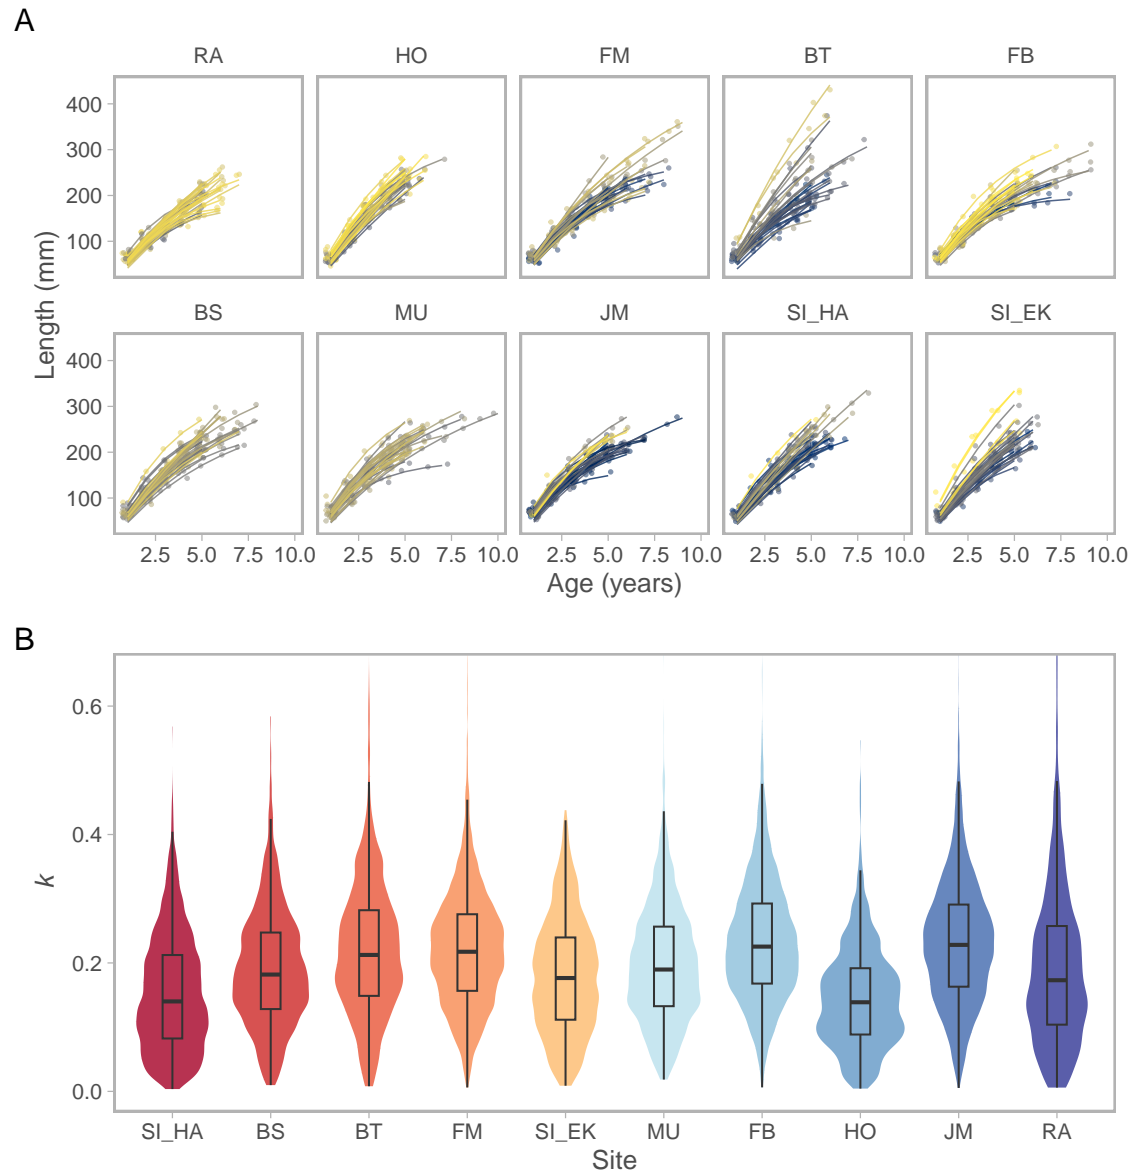 A
RA HO FM BT FB
400
300
200
100
Length (mm)
BS MU JM SI_HA SI_EK
400
300
200
100
2.5 5.0 7.5 10.0 2.5 5.0 7.5 10.0 2.5 5.0 7.5 10.0 2.5 5.0 7.5 10.0 2.5 5.0 7.5 10.0
Age (years)
B
0.6
0.4
0.2
0.0
k
SI_HA BS BT FM SI_EK MU FB HO JM RA
Site